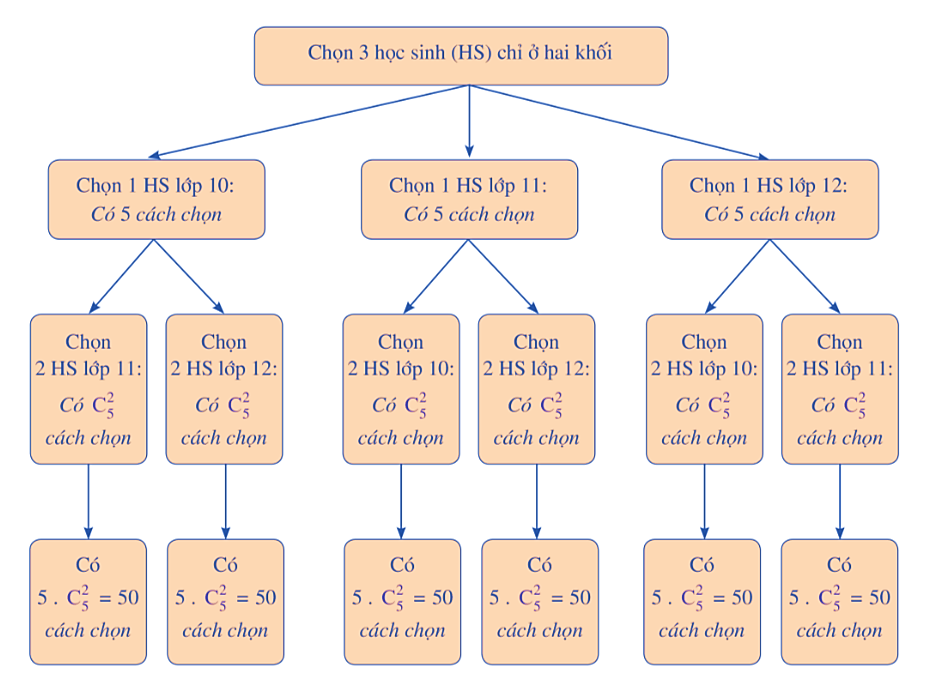 Chọn 3 học sinh (HS) chỉ ở hai khối
Chọn 1 HS lớp 10:
Có 5 cách chọn
Chọn 1 HS lớp 11:
Có 5 cách chọn
Chọn 1 HS lớp 12:
Có 5 cách chọn
Chọn
2 HS lớp 11:
Có C₅²
cách chọn
Chọn
2 HS lớp 12:
Có C₅²
cách chọn
Chọn
2 HS lớp 10:
Có C₅²
cách chọn
Chọn
2 HS lớp 12:
Có C₅²
cách chọn
Chọn
2 HS lớp 10:
Có C₅²
cách chọn
Chọn
2 HS lớp 11:
Có C₅²
cách chọn
Có
5 . C₅² = 50
cách chọn
Có
5 . C₅² = 50
cách chọn
Có
5 . C₅² = 50
cách chọn
Có
5 . C₅² = 50
cách chọn
Có
5 . C₅² = 50
cách chọn
Có
5 . C₅² = 50
cách chọn